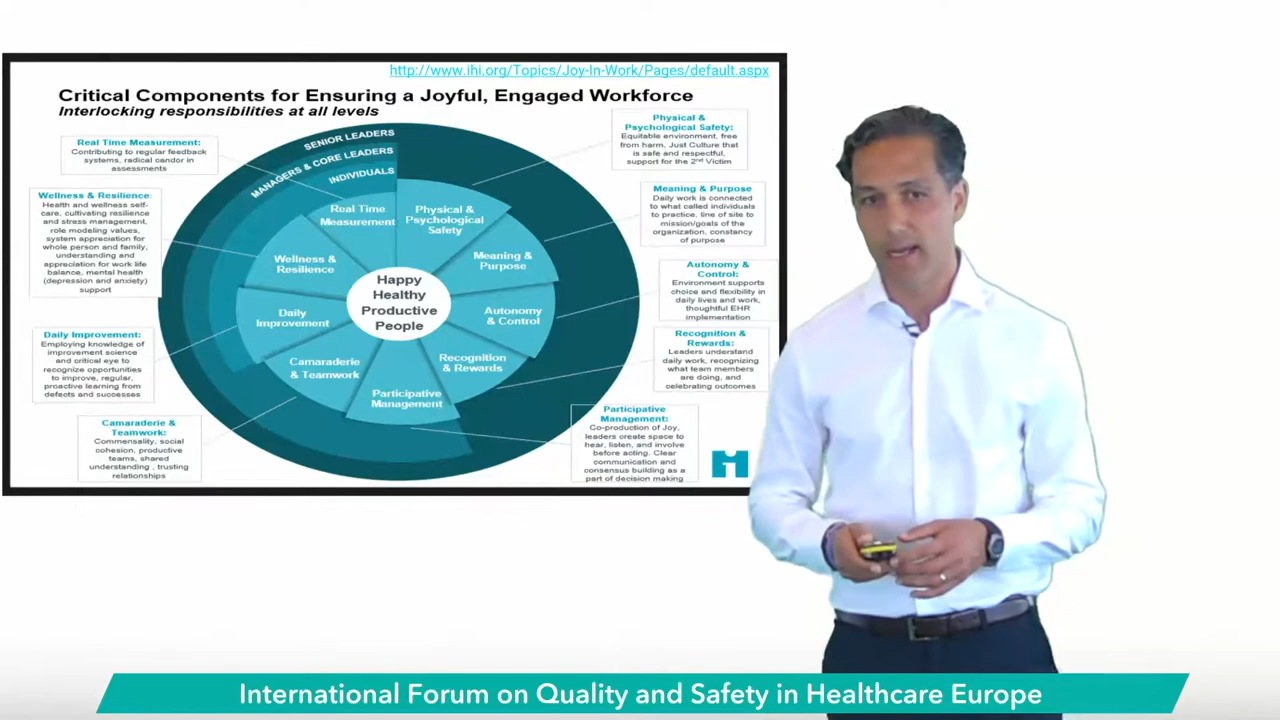 http://www.ihi.org/Topics/Joy-In-Work/Pages/default.aspx
Critical Components for Ensuring a Joyful, Engaged Workforce
Interlocking responsibilities at all levels
SENIOR LEADERS
MANAGERS & CORE LEADERS
INDIVIDUALS
Real Time
Measurement
Physical &
Psychological
Safety
Meaning &
Purpose
Autonomy
& Control
Recognition
& Rewards
Participative
Management
Camaraderie
& Teamwork
Daily
Improvement
Wellness &
Resilience
Happy
Healthy
Productive
People
Real Time Measurement:
Contributing to regular feedback
systems, radical candor in
assessments
Wellness & Resilience:
Health and wellness self-
care, cultivating resilience
and stress management,
role modeling values,
system appreciation for
whole person and family,
understanding and
appreciation for work life
balance, mental health
(depression and anxiety)
support
Daily Improvement:
Employing knowledge of
improvement science
and critical eye to
recognize opportunities
to improve, regular,
proactive learning from
defects and successes
Camaraderie &
Teamwork:
Commensality, social
cohesion, productive
teams, shared
understanding , trusting
relationships
Physical &
Psychological Safety:
Equitable environment, free
from harm, Just Culture that
is safe and respectful,
support for the 2nd Victim
Meaning & Purpose
Daily work is connected
to what called individuals
to practice, line of site to
mission/goals of the
organization, constancy
of purpose
Autonomy &
Control:
Environment supports
choice and flexibility in
daily lives and work,
thoughtful EHR
implementation
Recognition &
Rewards:
Leaders understand
daily work, recognizing
what team members
are doing, and
celebrating outcomes
Participative
Management:
Co-production of Joy,
leaders create space to
hear, listen, and involve
before acting. Clear
communication and
consensus building as a
part of decision making
International Forum on Quality and Safety in Healthcare Europe